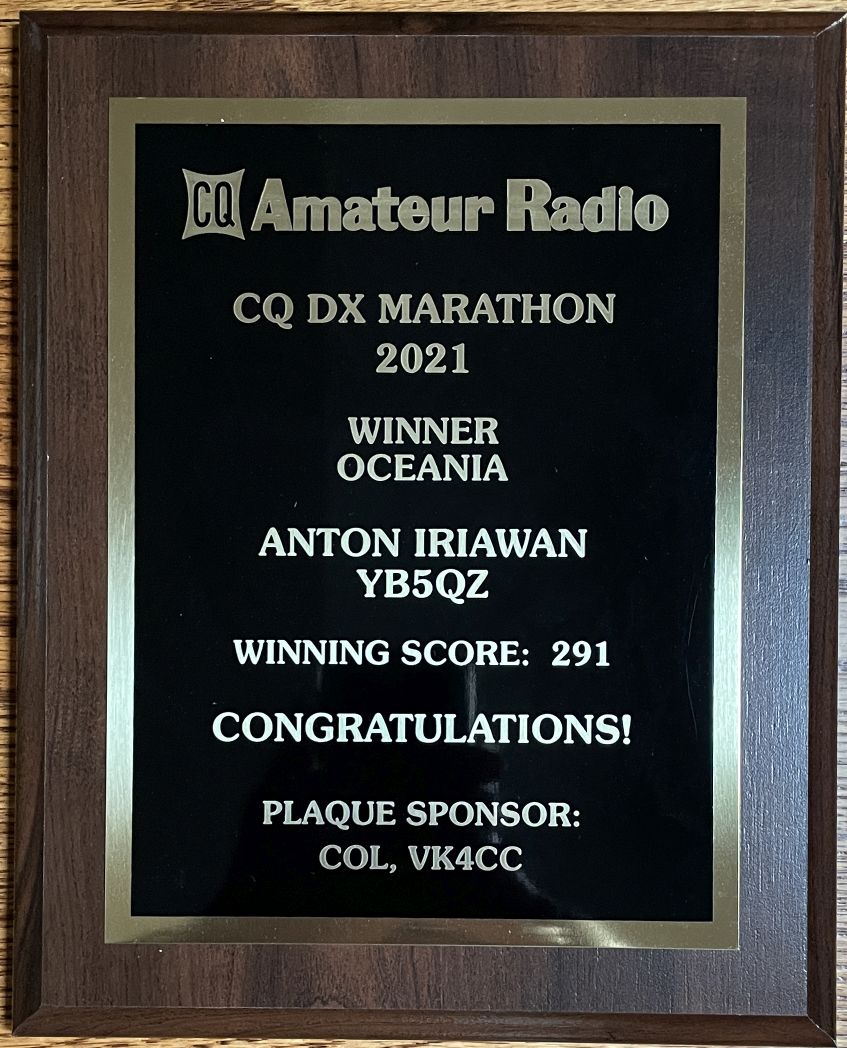 CQ Amateur Radio
CQ DX MARATHON
2021
WINNER
OCEANIA
ANTON IRIAWAN
YB5QZ
WINNING SCORE: 291
CONGRATULATIONS!
PLAQUE SPONSOR:
COL, VK4CC